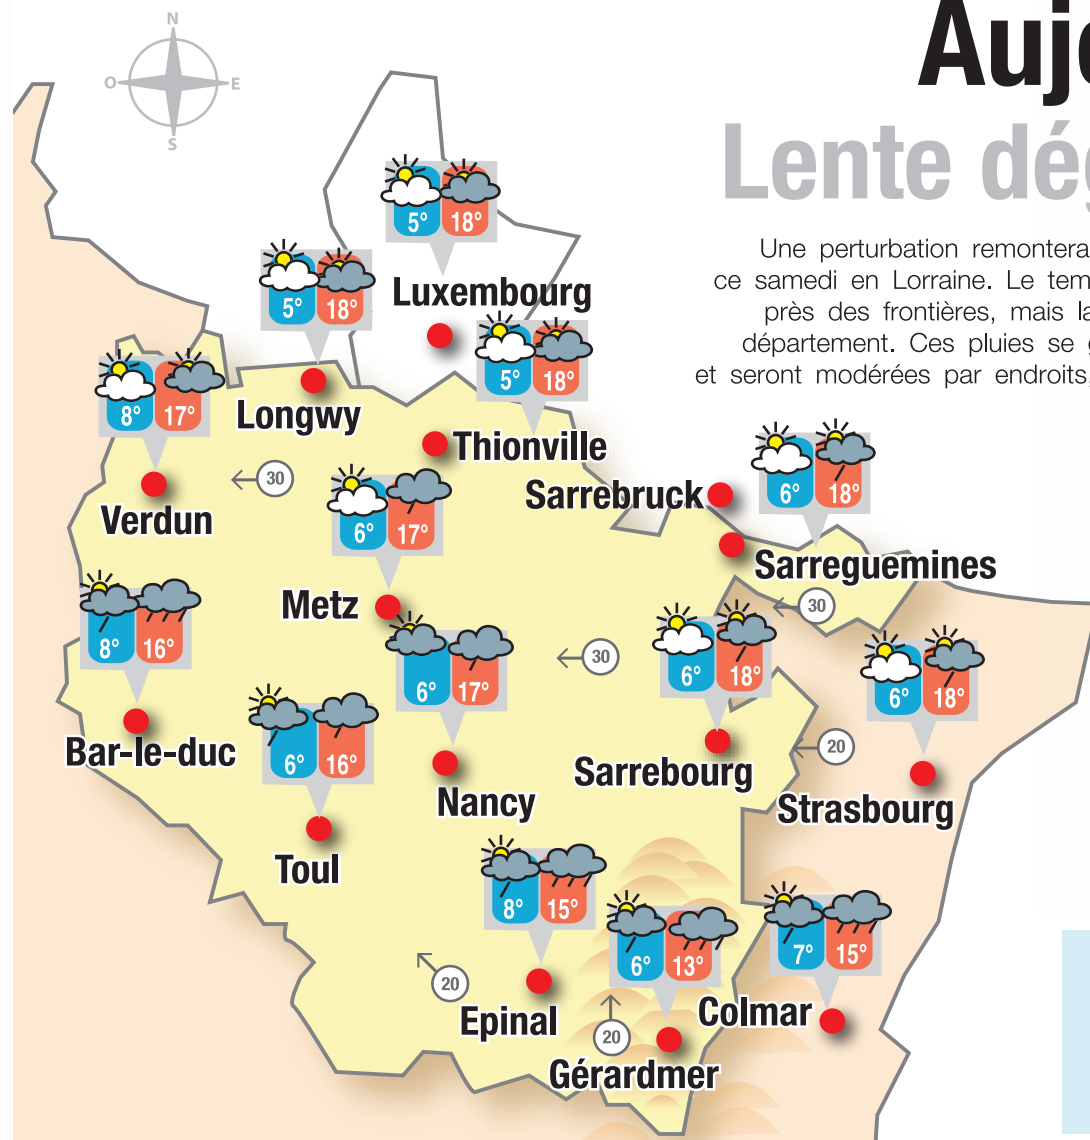 Auj
Lente dég
Une perturbation remontera
ce samedi en Lorraine. Le tem
près des frontières, mais la
département. Ces pluies se
et seront modérées par endroits,
N
O
E
S
5° 18°
Luxembourg
5° 18°
Longwy
5° 18°
Thionville
8° 17°
Verdun
30
6° 18°
Sarrebruck
Sarreguemines
6° 17°
Metz
30
8° 16°
Bar-le-duc
6° 17°
Nancy
30
6° 18°
Sarrebourg
6° 18°
Strasbourg
20
6° 16°
Toul
8° 15°
Epinal
20
6° 13°
Gérardmer
20
7° 15°
Colmar